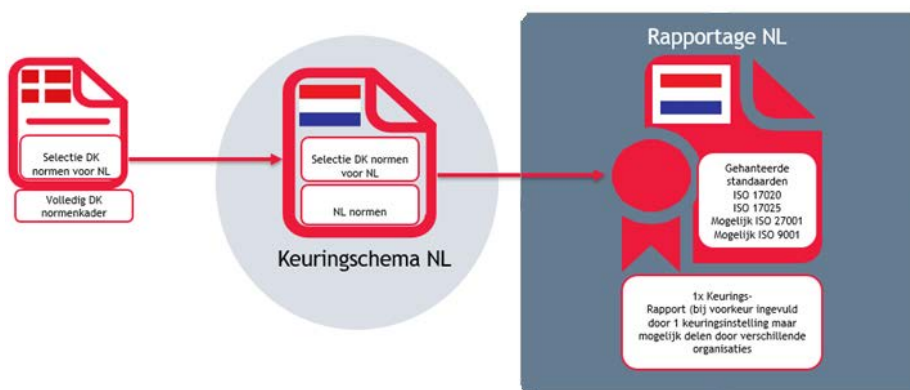 Selectie DK
normen voor NL
Volledig DK
normenkader
Selectie DK normen
voor NL
NL normen
Keuringschema NL
Rapportage NL
Gehanteerde
standaarden
ISO 17020
ISO 17025
Mogelijk ISO 27001
Mogelijk ISO 9001
1x Keurings-
Rapport (bij voorkeur ingevuld
door 1 keuringsinstelling maar
mogelijk delen door verschillende
organisaties